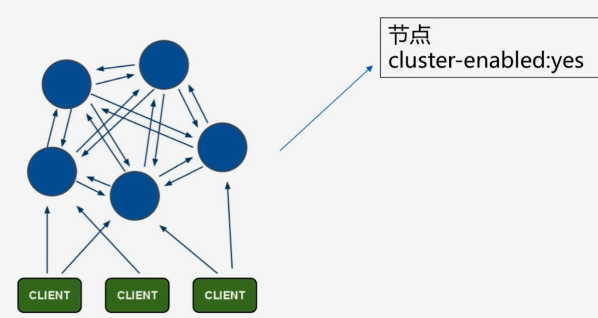 节点
cluster-enabled:yes
CLIENT
CLIENT
CLIENT